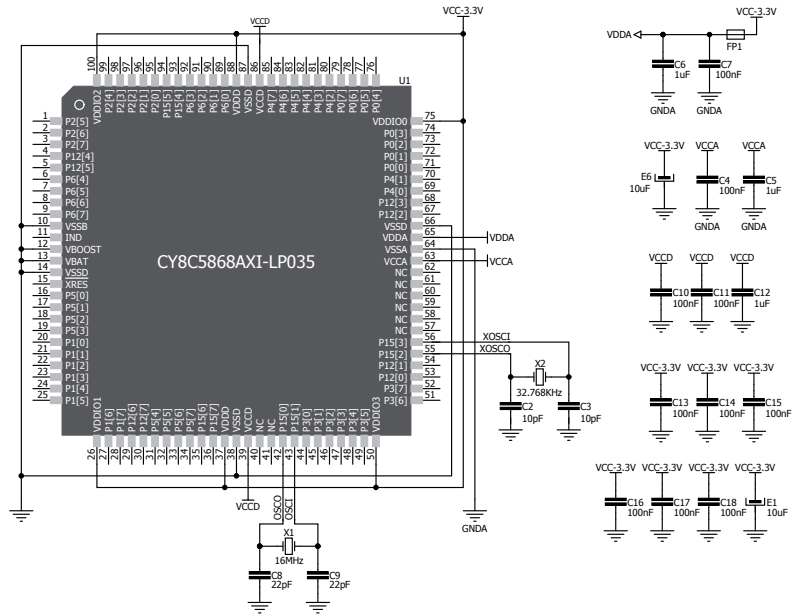 VCCD
VCC-3.3V
100
99
98
97
96
95
94
93
92
91
90
89
88
87
86
85
84
83
82
81
80
79
78
77
76
VDDIO2
P2[4]
P2[3]
P2[2]
P2[1]
P2[0]
P15[5]
P15[4]
P6[3]
P6[2]
P6[1]
P6[0]
VDDD
VSSD
VCCD
P4[7]
P4[6]
P4[5]
P4[4]
P4[3]
P4[2]
P0[7]
P0[6]
P0[5]
P0[4]
U1
1 P2[5]
2 P2[6]
3 P2[7]
4 P12[4]
5 P12[5]
6 P6[4]
7 P6[5]
8 P6[6]
9 P6[7]
10 VSSB
11 IND
12 VBOOST
13 VBAT
14 VSSD
15 XRES
16 P5[0]
17 P5[1]
18 P5[2]
19 P5[3]
20 P1[0]
21 P1[1]
22 P1[2]
23 P1[3]
24 P1[4]
25 P1[5]
CY8C5868AXI-LP035
VDDIO0 75
P0[3] 74
P0[2] 73
P0[1] 72
P0[0] 71
P4[1] 70
P4[0] 69
P12[3] 68
P12[2] 67
VSSD 66
VDDA 65 VDDA
VSSA 64
VCCA 63 VCCA
NC 62
NC 61
NC 60
NC 59
NC 58
NC 57
P15[3] 56 XOSCI
P15[2] 55 XOSCO
P12[1] 54
P12[0] 53
P3[7] 52
P3[6] 51
VDDIO1
P1[6]
P1[7]
P12[6]
P12[7]
P5[4]
P5[5]
P5[6]
P5[7]
P15[6]
P15[7]
VDDD
VSSD
VCCD
NC
NC
P15[0]
P15[1]
P3[0]
P3[1]
P3[2]
P3[3]
P3[4]
P3[5]
VDDIO3
26
27
28
29
30
31
32
33
34
35
36
37
38
39
40
41
42
43
44
45
46
47
48
49
50
X2
32.768KHz
C2
10pF
C3
10pF
VCCD
OSCO
OSCI
GNDA
X1
16MHz
C8
22pF
C9
22pF
VDDA
VCC-3.3V
FP1
C6
1uF
C7
100nF
GNDA
GNDA
VCC-3.3V
VCCA
VCCA
E6
10uF
C4
100nF
C5
1uF
GNDA
GNDA
VCCD
VCCD
VCCD
C10
100nF
C11
100nF
C12
1uF
VCC-3.3V
VCC-3.3V
VCC-3.3V
C13
100nF
C14
100nF
C15
100nF
VCC-3.3V
VCC-3.3V
VCC-3.3V
VCC-3.3V
C16
100nF
C17
100nF
C18
100nF
E1
10uF